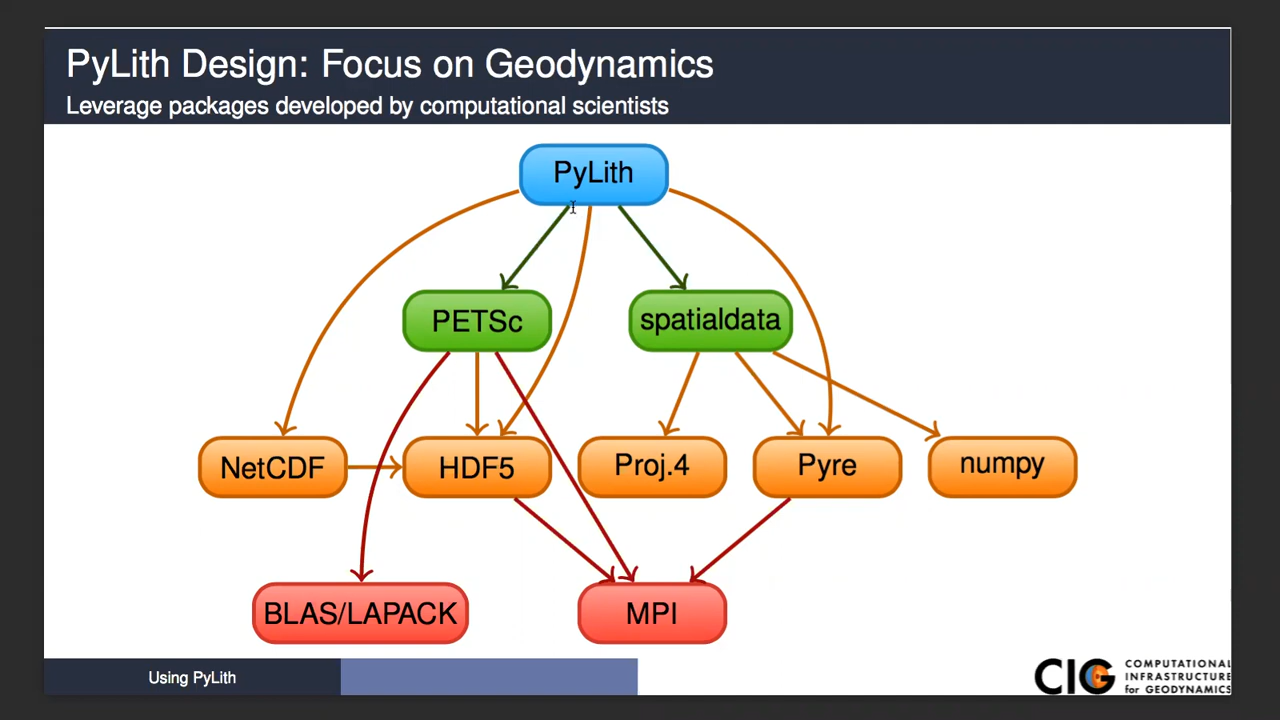 PyLith Design: Focus on Geodynamics
Leverage packages developed by computational scientists
PyLith
PETSc
spatialdata
NetCDF
HDF5
Proj.4
Pyre
numpy
BLAS/LAPACK
MPI
Using PyLith
CIG
COMPUTATIONAL
INFRASTRUCTURE
for GEODYNAMICS